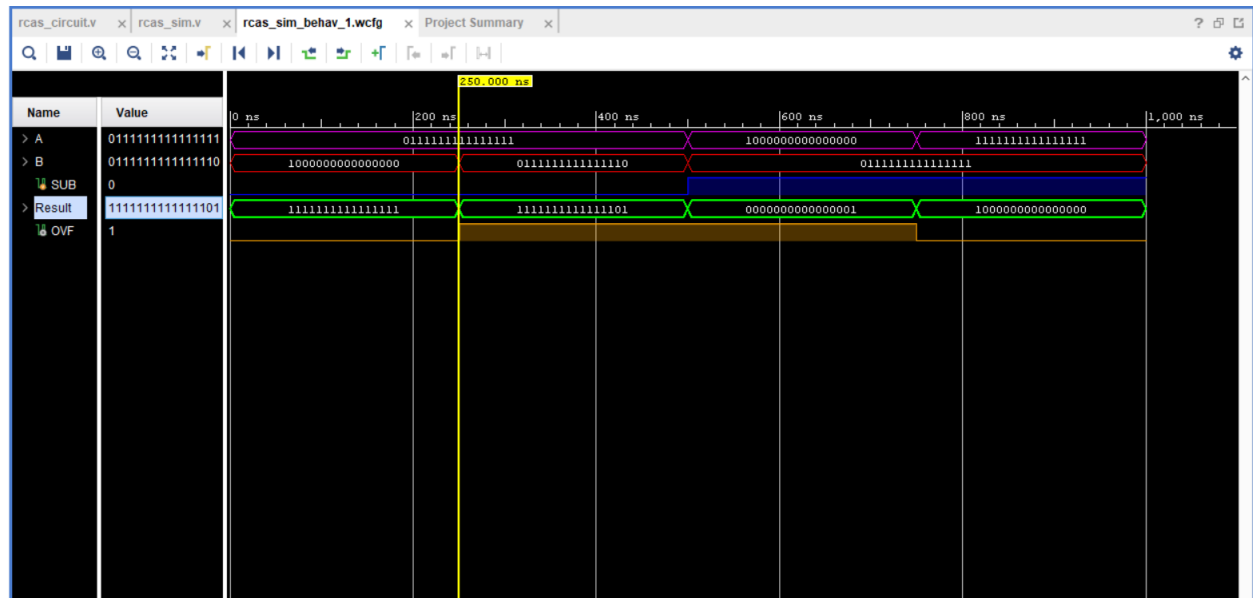 rcas_circuit.v x rcas_sim.v x rcas_sim_behav_1.wcfg x Project Summary x
250.000 ns
Name Value
0 ns 200 ns 400 ns 600 ns 800 ns 1,000 ns
A 0111111111111111 0111111111111111 1000000000000000 1111111111111111
B 0111111111111110 1000000000000000 0111111111111110 0111111111111111
SUB 0
Result 1111111111111101 1111111111111111 1111111111111101 0000000000000001 1000000000000000
OVF 1